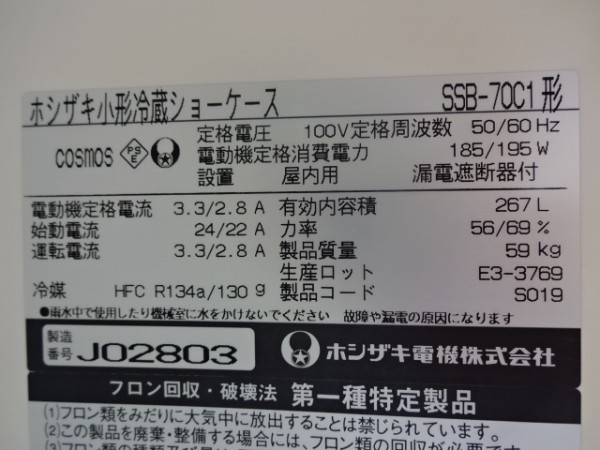 ホシザキ小形冷蔵ショーケース SSB-70C1形
cosmos PSE 定格電圧 100V 定格周波数 50/60 Hz
電動機定格消費電力 185/195 W
設置 屋内用 漏電遮断器付
電動機定格電流 3.3/2.8 A 有効内容積 267 L
始動電流 24/22 A 力率 56/69 %
運転電流 3.3/2.8 A 製品質量 59 kg
生産ロット E3-3769
冷媒 HFC R134a/130 g 製品コード S019
●雨水中で使用したり機械室に水をかけないでください 故障や漏電の原因になります
製造番号 J02803 ホシザキ電機株式会社
フロン回収・破壊法 第一種特定製品
(1)フロン類をみだりに大気中に放出することは禁じられています。
(2)この製品を廃棄・整備する場合には、フロン類の回収が必要です